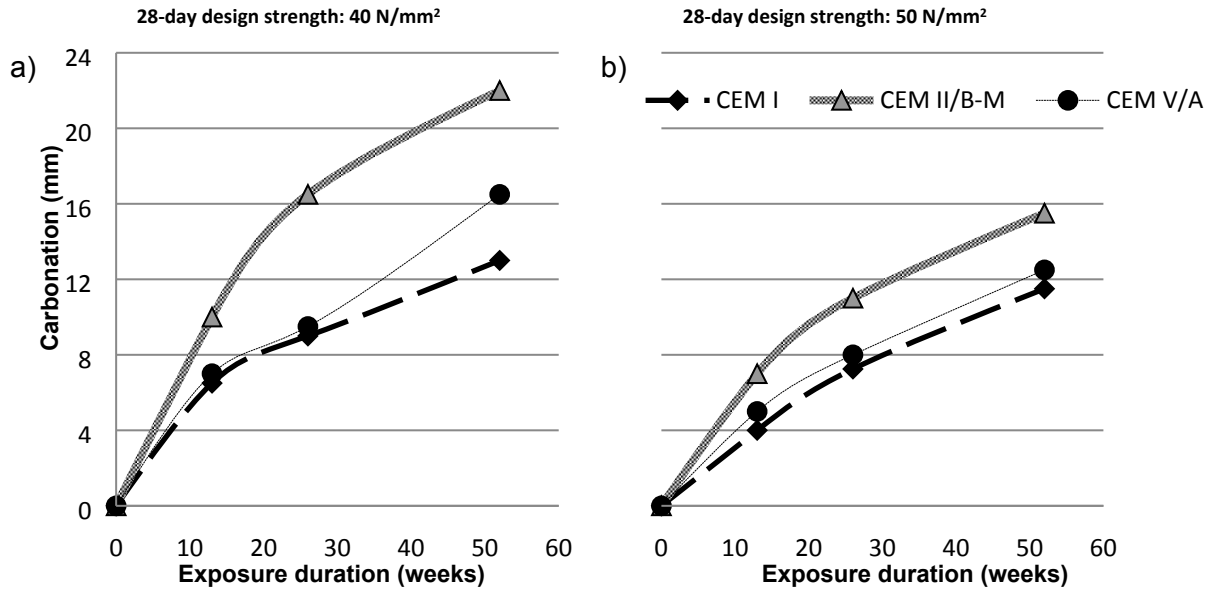 28-day design strength: 40 N/mm²
28-day design strength: 50 N/mm²
a)
b)
CEM I
CEM II/B-M
CEM V/A
Carbonation (mm)
24
20
16
12
8
4
0
0 10 20 30 40 50 60
0 10 20 30 40 50 60
Exposure duration (weeks)
Exposure duration (weeks)